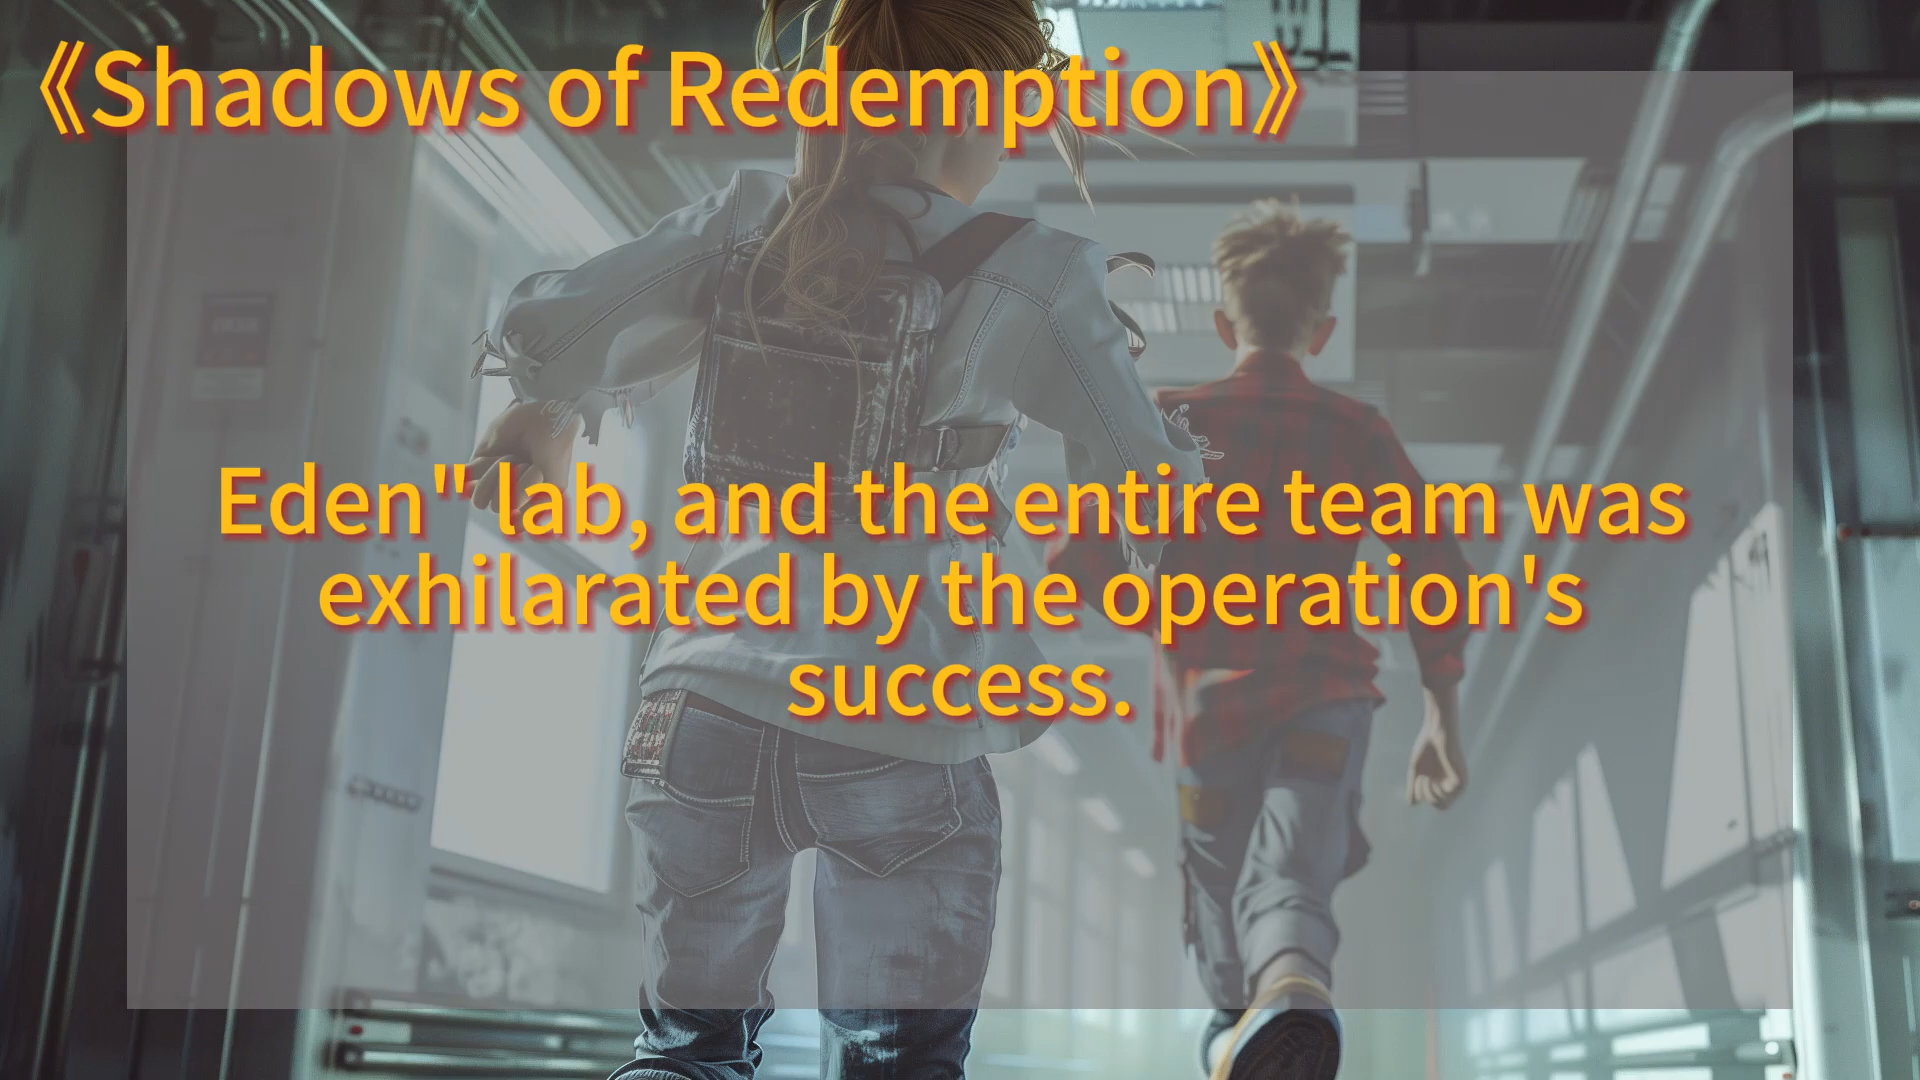 《Shadows of Redemption》
Eden" lab, and the entire team was
exhilarated by the operation's
success.